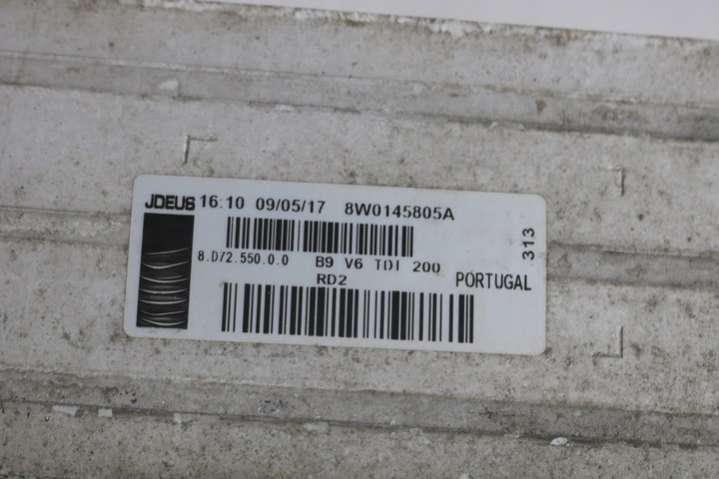 JDEUS 16:10 09/05/17 8W0145805A
8.D72.550.0.0 B9 V6 TDI 200
RD2
PORTUGAL
313